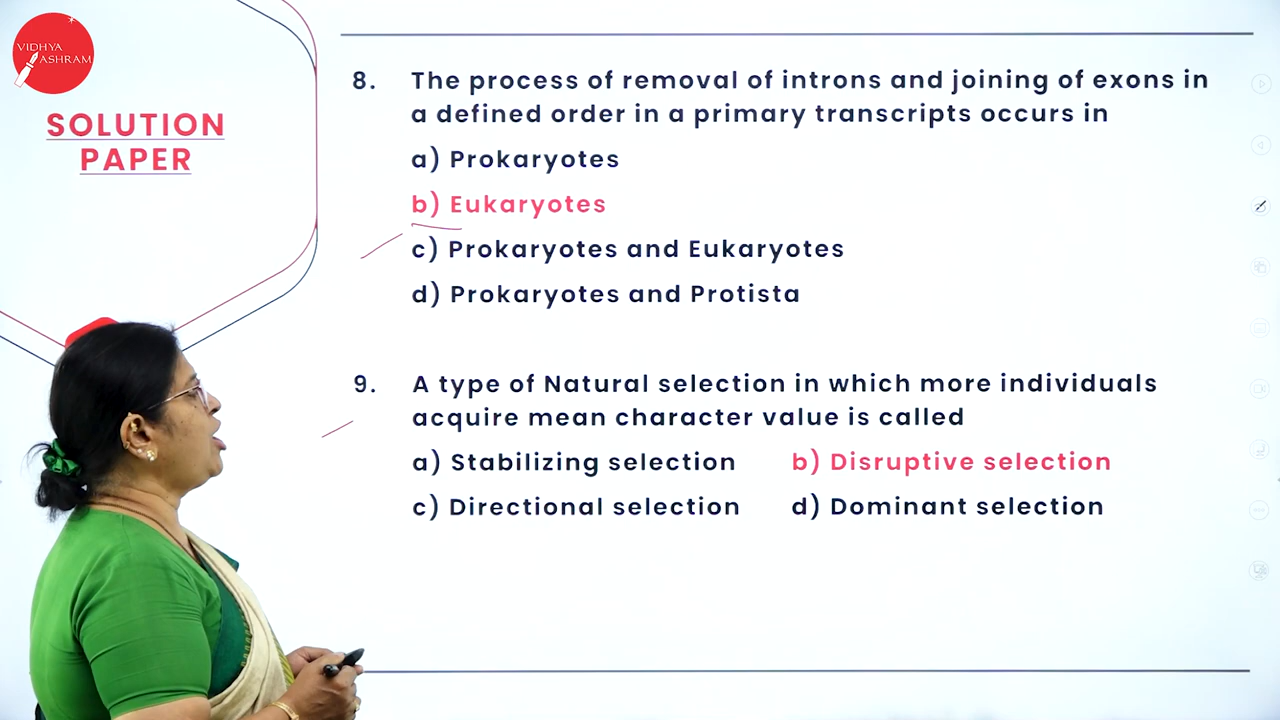 VIDHYA
ASHRAM
SOLUTION
PAPER
8. The process of removal of introns and joining of exons in
a defined order in a primary transcripts occurs in
a) Prokaryotes
b) Eukaryotes
c) Prokaryotes and Eukaryotes
d) Prokaryotes and Protista
9. A type of Natural selection in which more individuals
acquire mean character value is called
a) Stabilizing selection b) Disruptive selection
c) Directional selection d) Dominant selection